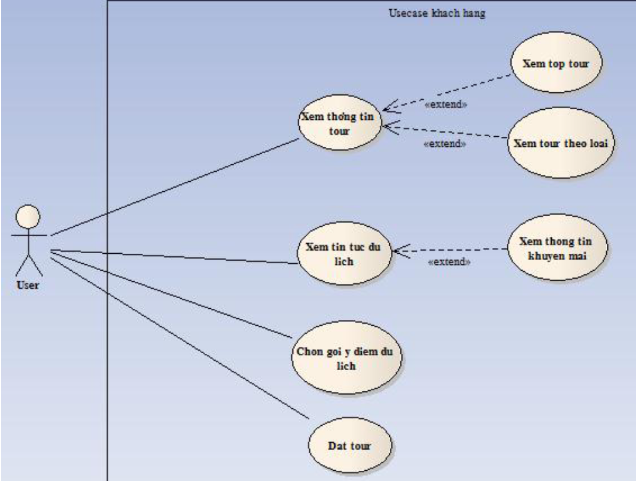 Usecase khach hang
Xem top tour
«extend»
Xem thông tin
tour
«extend»
Xem tour theo loai
Xem tin tuc du
lich
«extend»
Xem thong tin
khuyen mai
User
Chon goi y diem du
lich
Dat tour